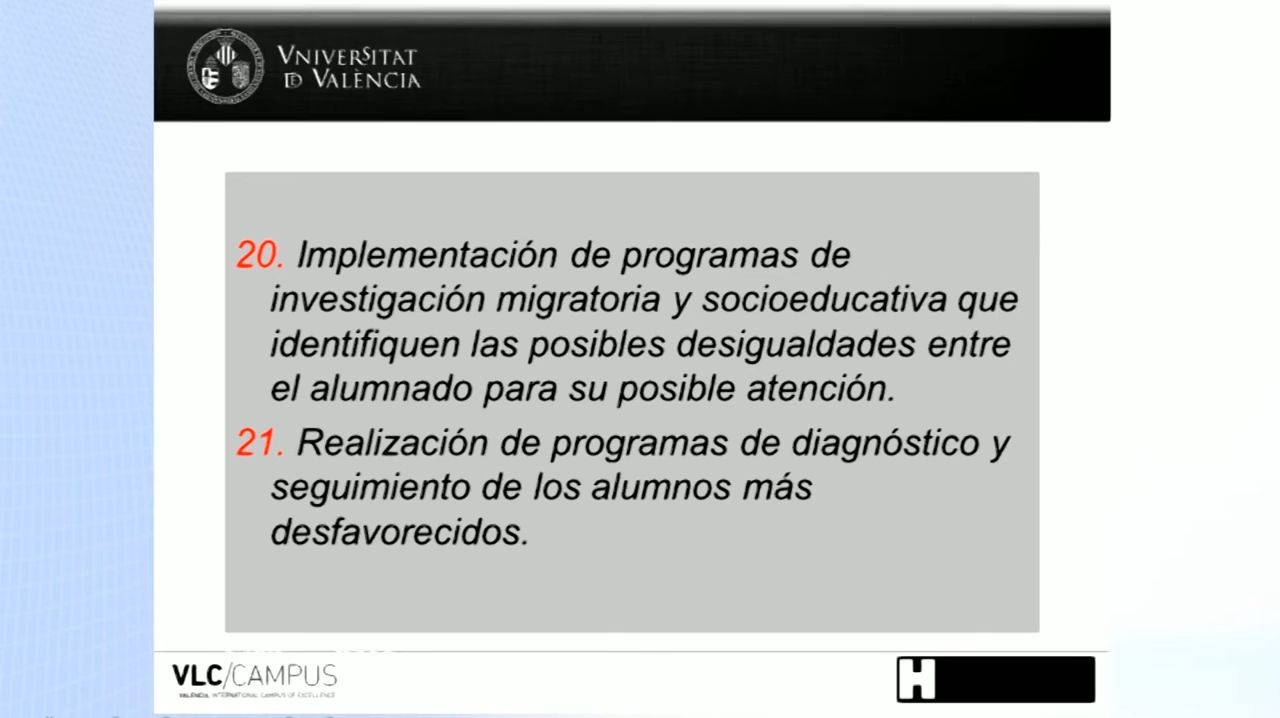 VNIVERSITAT
DE VALÈNCIA
20. Implementación de programas de
investigación migratoria y socioeducativa que
identifiquen las posibles desigualdades entre
el alumnado para su posible atención.
21. Realización de programas de diagnóstico y
seguimiento de los alumnos más
desfavorecidos.
VLC/CAMPUS
VALENCIA, INTERNATIONAL CAMPUS OF EXCELLENCE
H